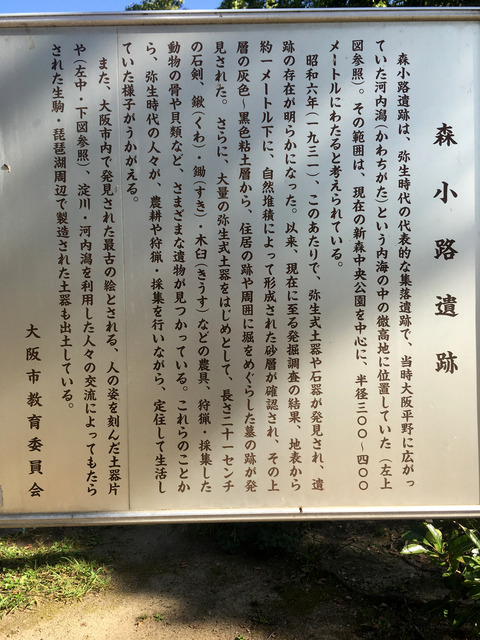 森小路遺跡
森小路遺跡は、弥生時代の代表的な集落遺跡で、当時大阪平野に広がっ
ていた河内潟(かわちがた)という内海の中の微高地に位置していた(左上
図参照)。その範囲は、現在の新森中央公園を中心に、半径三〇〇~四〇〇
メートルにわたると考えられている。
昭和六年(一九三一)、このあたりで、弥生式土器や石器が発見され、遺
跡の存在が明らかになった。以来、現在に至る発掘調査の結果、地表から
約一メートル下に、自然堆積によって形成された砂層が確認され、その上
層の灰色~黒色粘土層から、住居の跡や周囲に堀をめぐらした墓の跡が発
見された。さらに、大量の弥生式土器をはじめとして、長さ二十一センチ
の石剣、鍬(くわ)・鋤(すき)・木臼(きうす)などの農具、狩猟・採集した
動物の骨や貝類など、さまざまな遺物が見つかっている。これらのことか
ら、弥生時代の人々が、農耕や狩猟・採集を行いながら、定住して生活し
ていた様子がうかがえる。
また、大阪市内で発見された最古の絵とされる、人の姿を刻んだ土器片
や(左中・下図参照)、淀川・河内潟を利用した人々の交流によってもたら
された生駒・琵琶湖周辺で製造された土器も出土している。
大阪市教育委員会